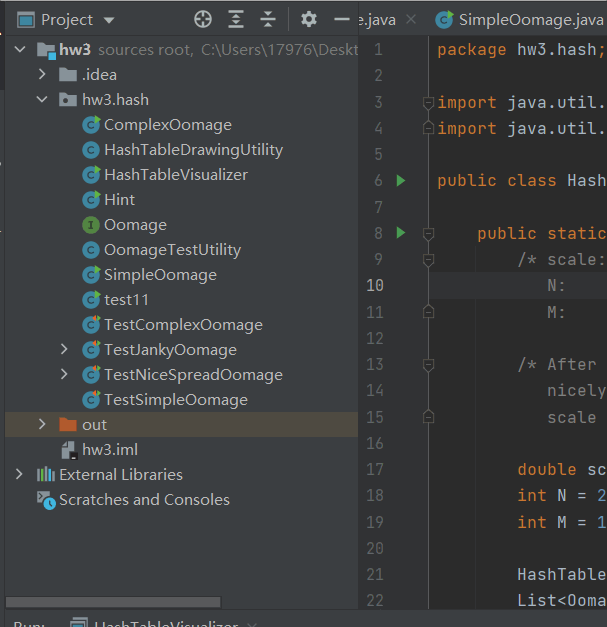 Project
hw3 sources root, C:\Users\17976\Deskt
.idea
hw3.hash
ComplexOomage
HashTableDrawingUtility
HashTableVisualizer
Hint
Oomage
OomageTestUtility
SimpleOomage
test11
TestComplexOomage
TestJankyOomage
TestNiceSpreadOomage
TestSimpleOomage
out
hw3.iml
External Libraries
Scratches and Consoles
e.java
SimpleOomage.java
1 package hw3.hash;
2
3 import java.util.
4 import java.util.
5
6 public class Hash
7
8 public static
9 /* scale:
10 N:
11 M:
12
13 /* After
14 nicely
15 scale
16
17 double sc
18 int N = 2
19 int M = 1
20
21 HashTable
22 List<Ooma
Run: HashTableVisualizer